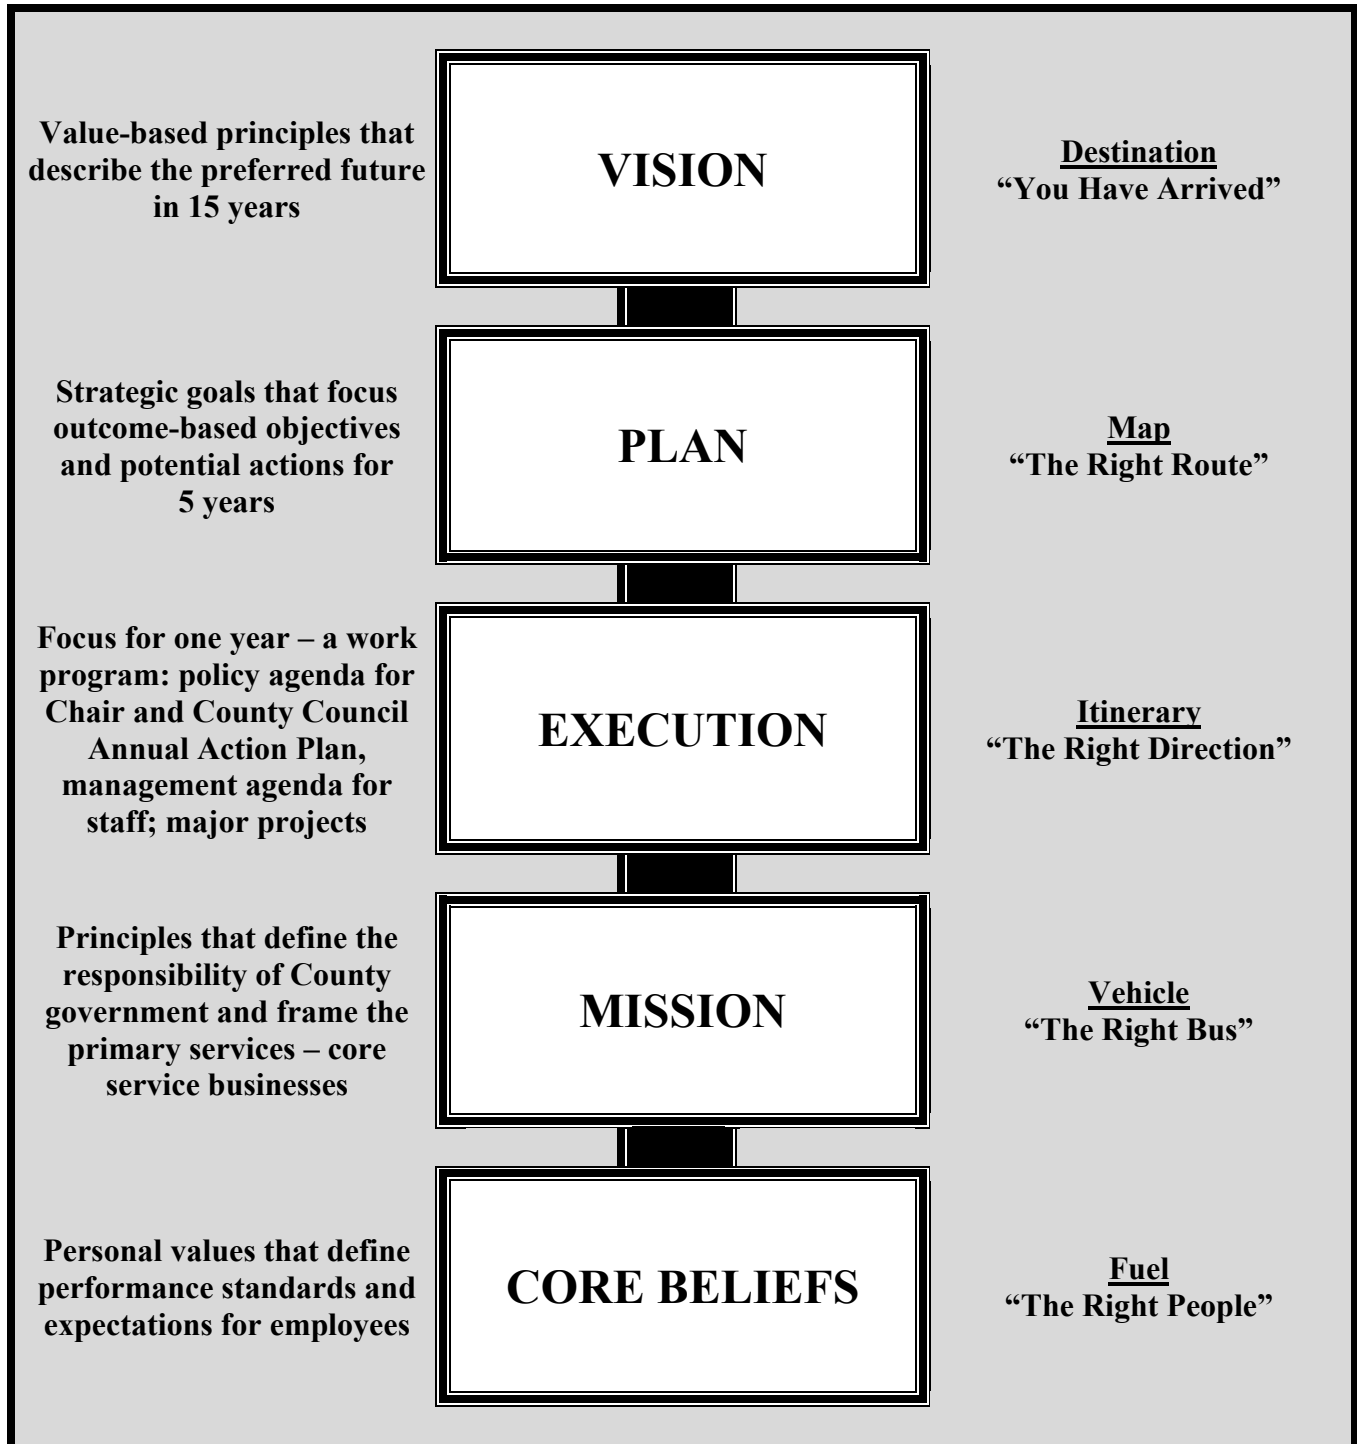 Value-based principles that
describe the preferred future
in 15 years
VISION
Destination
“You Have Arrived”
Strategic goals that focus
outcome-based objectives
and potential actions for
5 years
PLAN
Map
“The Right Route”
Focus for one year – a work
program: policy agenda for
Chair and County Council
Annual Action Plan,
management agenda for
staff; major projects
EXECUTION
Itinerary
“The Right Direction”
Principles that define the
responsibility of County
government and frame the
primary services – core
service businesses
MISSION
Vehicle
“The Right Bus”
Personal values that define
performance standards and
expectations for employees
CORE BELIEFS
Fuel
“The Right People”